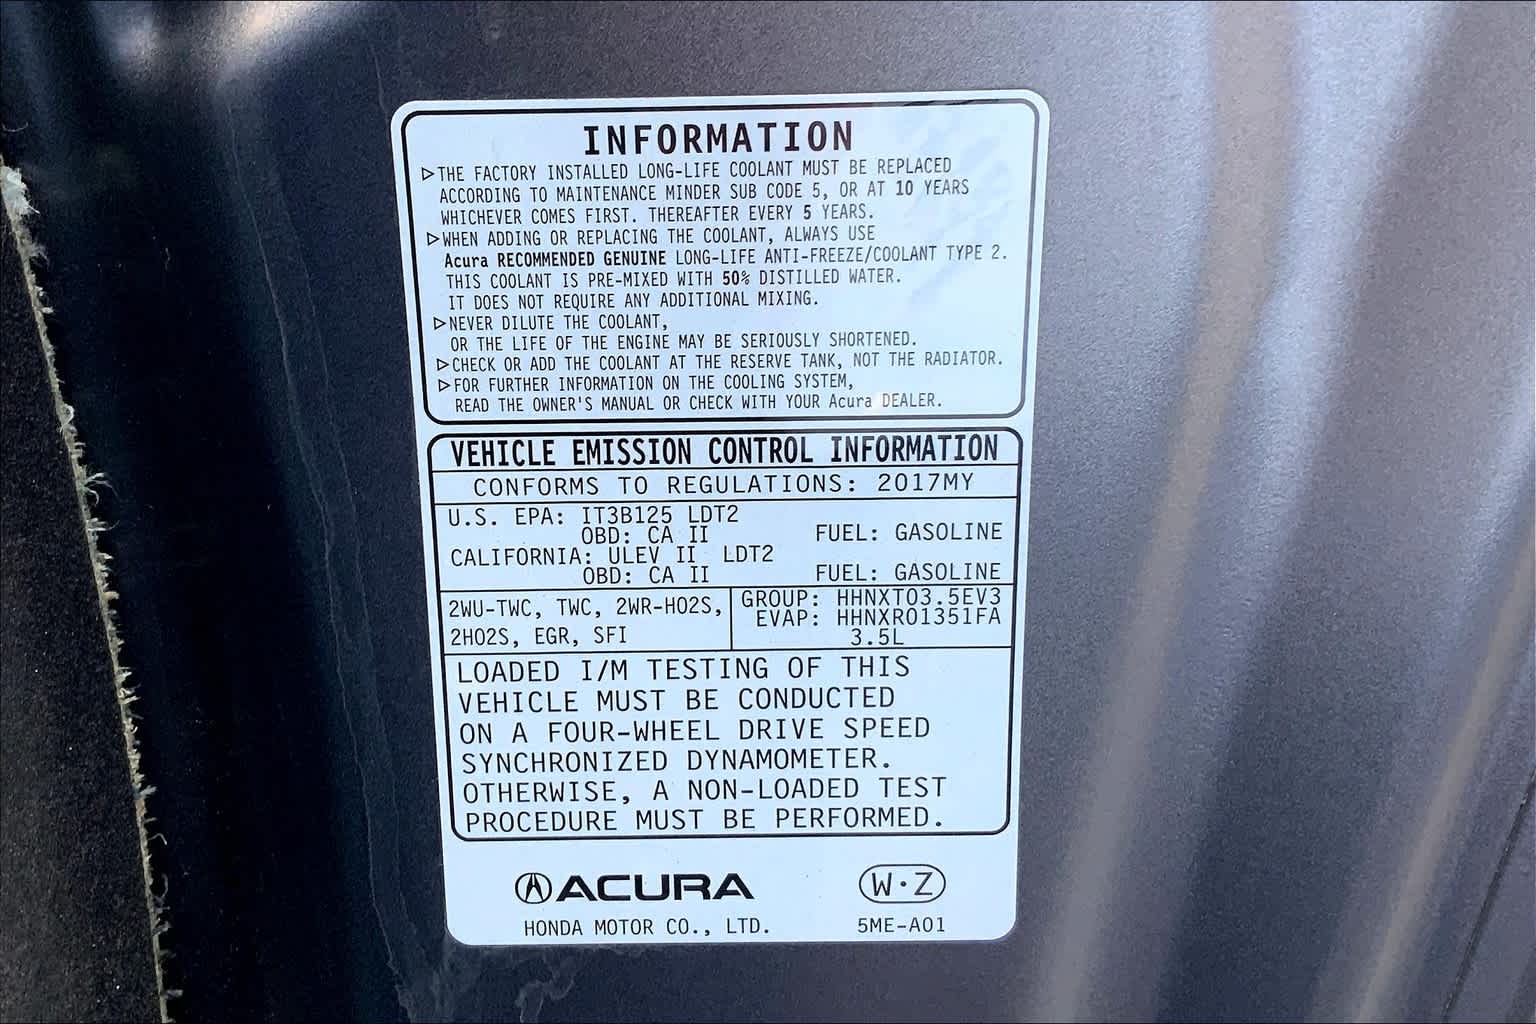 INFORMATION
▷THE FACTORY INSTALLED LONG-LIFE COOLANT MUST BE REPLACED
ACCORDING TO MAINTENANCE MINDER SUB CODE 5, OR AT 10 YEARS
WHICHEVER COMES FIRST. THEREAFTER EVERY 5 YEARS.
▷WHEN ADDING OR REPLACING THE COOLANT, ALWAYS USE
Acura RECOMMENDED GENUINE LONG-LIFE ANTI-FREEZE/COOLANT TYPE 2.
THIS COOLANT IS PRE-MIXED WITH 50% DISTILLED WATER.
IT DOES NOT REQUIRE ANY ADDITIONAL MIXING.
▷NEVER DILUTE THE COOLANT,
OR THE LIFE OF THE ENGINE MAY BE SERIOUSLY SHORTENED.
▷CHECK OR ADD THE COOLANT AT THE RESERVE TANK, NOT THE RADIATOR.
▷FOR FURTHER INFORMATION ON THE COOLING SYSTEM,
READ THE OWNER'S MANUAL OR CHECK WITH YOUR Acura DEALER.
VEHICLE EMISSION CONTROL INFORMATION
CONFORMS TO REGULATIONS: 2017MY
U.S. EPA: IT3B125 LDT2
OBD: CA II FUEL: GASOLINE
CALIFORNIA: ULEV II LDT2
OBD: CA II FUEL: GASOLINE
2WU-TWC, TWC, 2WR-HO2S,
2HO2S, EGR, SFI
GROUP: HHNXT03.5EV3
EVAP: HHNXR01351FA
3.5L
LOADED I/M TESTING OF THIS
VEHICLE MUST BE CONDUCTED
ON A FOUR-WHEEL DRIVE SPEED
SYNCHRONIZED DYNAMOMETER.
OTHERWISE, A NON-LOADED TEST
PROCEDURE MUST BE PERFORMED.
ACURA
HONDA MOTOR CO., LTD.
W·Z
5ME-A01